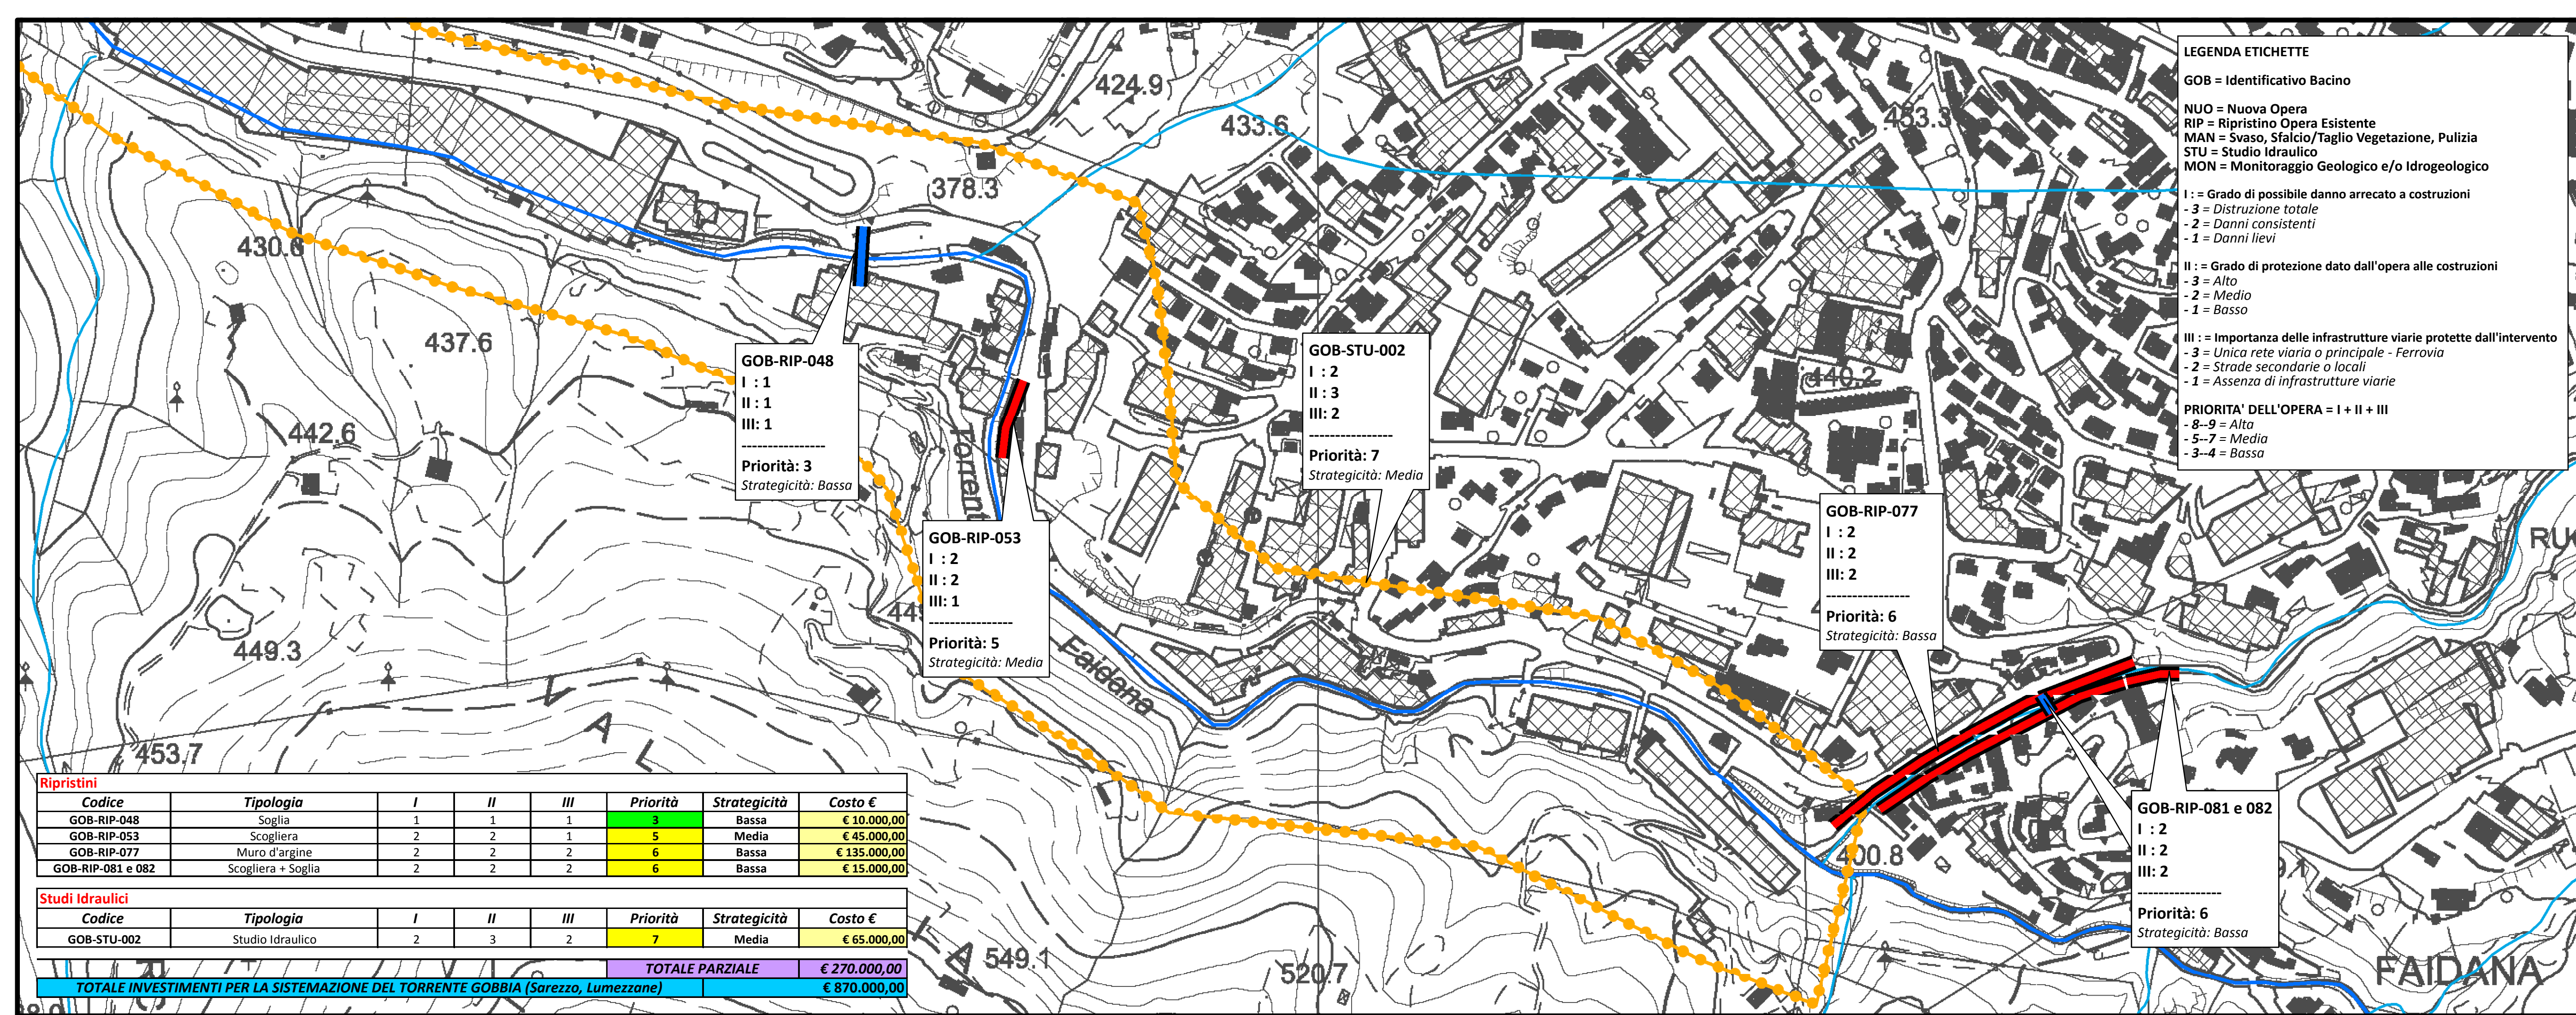 424.9
433.6
453.3
378.3
430.6
437.6
440.2
442.6
449.3
453.7
400.8
549.1
520.7
Torrent
Faidana
V A L
L A
FAIDANA
LEGENDA ETICHETTE
GOB = Identificativo Bacino
NUO = Nuova Opera
RIP = Ripristino Opera Esistente
MAN = Svaso, Sfalcio/Taglio Vegetazione, Pulizia
STU = Studio Idraulico
MON = Monitoraggio Geologico e/o Idrogeologico
I : = Grado di possibile danno arrecato a costruzioni
- 3 = Distruzione totale
- 2 = Danni consistenti
- 1 = Danni lievi
II : = Grado di protezione dato dall'opera alle costruzioni
- 3 = Alto
- 2 = Medio
- 1 = Basso
III : = Importanza delle infrastrutture viarie protette dall'intervento
- 3 = Unica rete viaria o principale - Ferrovia
- 2 = Strade secondarie o locali
- 1 = Assenza di infrastrutture viarie
PRIORITA' DELL'OPERA = I + II + III
- 8--9 = Alta
- 5--7 = Media
- 3--4 = Bassa
GOB-RIP-048
I : 1
II : 1
III: 1
----------------
Priorità: 3
Strategicità: Bassa
GOB-STU-002
I : 2
II : 3
III: 2
----------------
Priorità: 7
Strategicità: Media
GOB-RIP-053
I : 2
II : 2
III: 1
----------------
Priorità: 5
Strategicità: Media
GOB-RIP-077
I : 2
II : 2
III: 2
----------------
Priorità: 6
Strategicità: Bassa
GOB-RIP-081 e 082
I : 2
II : 2
III: 2
----------------
Priorità: 6
Strategicità: Bassa
Ripristini
Codice Tipologia I II III Priorità Strategicità Costo €
GOB-RIP-048 Soglia 1 1 1 3 Bassa € 10.000,00
GOB-RIP-053 Scogliera 2 2 1 5 Media € 45.000,00
GOB-RIP-077 Muro d'argine 2 2 2 6 Bassa € 135.000,00
GOB-RIP-081 e 082 Scogliera + Soglia 2 2 2 6 Bassa € 15.000,00
Studi Idraulici
Codice Tipologia I II III Priorità Strategicità Costo €
GOB-STU-002 Studio Idraulico 2 3 2 7 Media € 65.000,00
TOTALE PARZIALE € 270.000,00
TOTALE INVESTIMENTI PER LA SISTEMAZIONE DEL TORRENTE GOBBIA (Sarezzo, Lumezzane) € 870.000,00